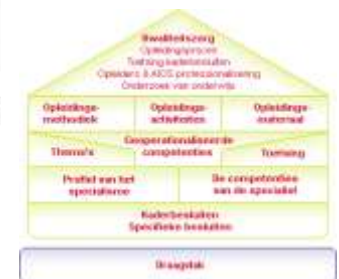 Kwaliteitszorg
Opleidingsproces
Toetsing kaderbesluiten
Opleiders & AIOS professionalisering
Onderzoek van onderwijs
Opleidings-
methodiek
Opleidings-
activiteiten
Opleidings-
materiaal
Thema's
Geoperationaliseerde
competenties
Toetsing
Profiel van het
specialisme
De competenties
van de specialist
Kaderbesluiten
Specifieke besluiten
Draagvlak